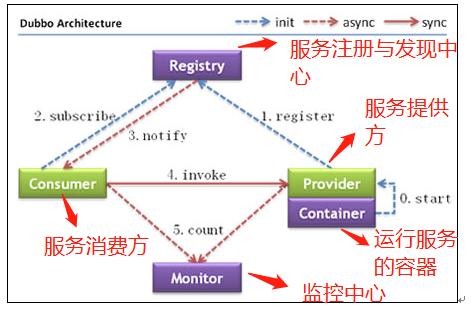 Dubbo Architecture
init
async
sync
服务注册与发现中
心
Registry
2. subscribe
3. notify
1. register
服务提供
方
Consumer
4. invoke
Provider
Container
0. start
服务消费方
5. count
运行服务
的容器
Monitor
监控中心